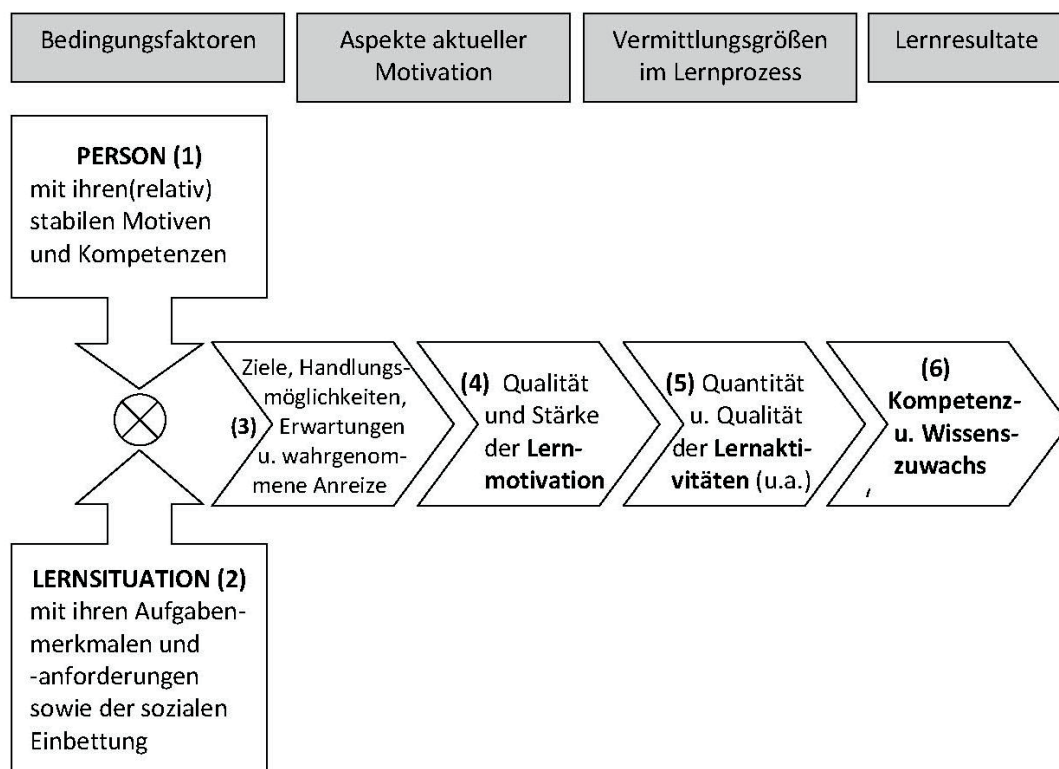 Bedingungsfaktoren
Aspekte aktueller
Motivation
Vermittlungsgrößen
im Lernprozess
Lernresultate
PERSON (1)
mit ihren(relativ)
stabilen Motiven
und Kompetenzen
Ziele, Handlungs-
möglichkeiten,
(3) Erwartungen
u. wahrgenom-
mene Anreize
(4) Qualität
und Stärke
der Lern-
motivation
(5) Quantität
u. Qualität
der Lernakti-
vitäten (u.a.)
(6)
Kompetenz-
u. Wissens-
zuwachs
,
LERNSITUATION (2)
mit ihren Aufgaben-
merkmalen und
-anforderungen
sowie der sozialen
Einbettung